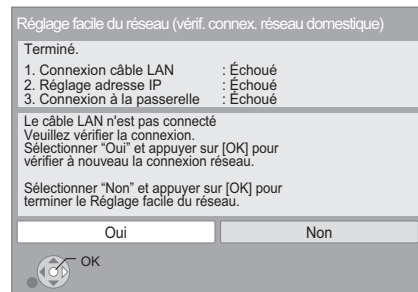 Réglage facile du réseau (vérif. connex. réseau domestique)
Terminé.
1. Connexion câble LAN : Échoué
2. Réglage adresse IP : Échoué
3. Connexion à la passerelle : Échoué
Le câble LAN n'est pas connecté
Veuillez vérifier la connexion.
Sélectionner “Oui” et appuyer sur [OK] pour
vérifier à nouveau la connexion réseau.
Sélectionner “Non” et appuyer sur [OK] pour
terminer le Réglage facile du réseau.
Oui Non
OK